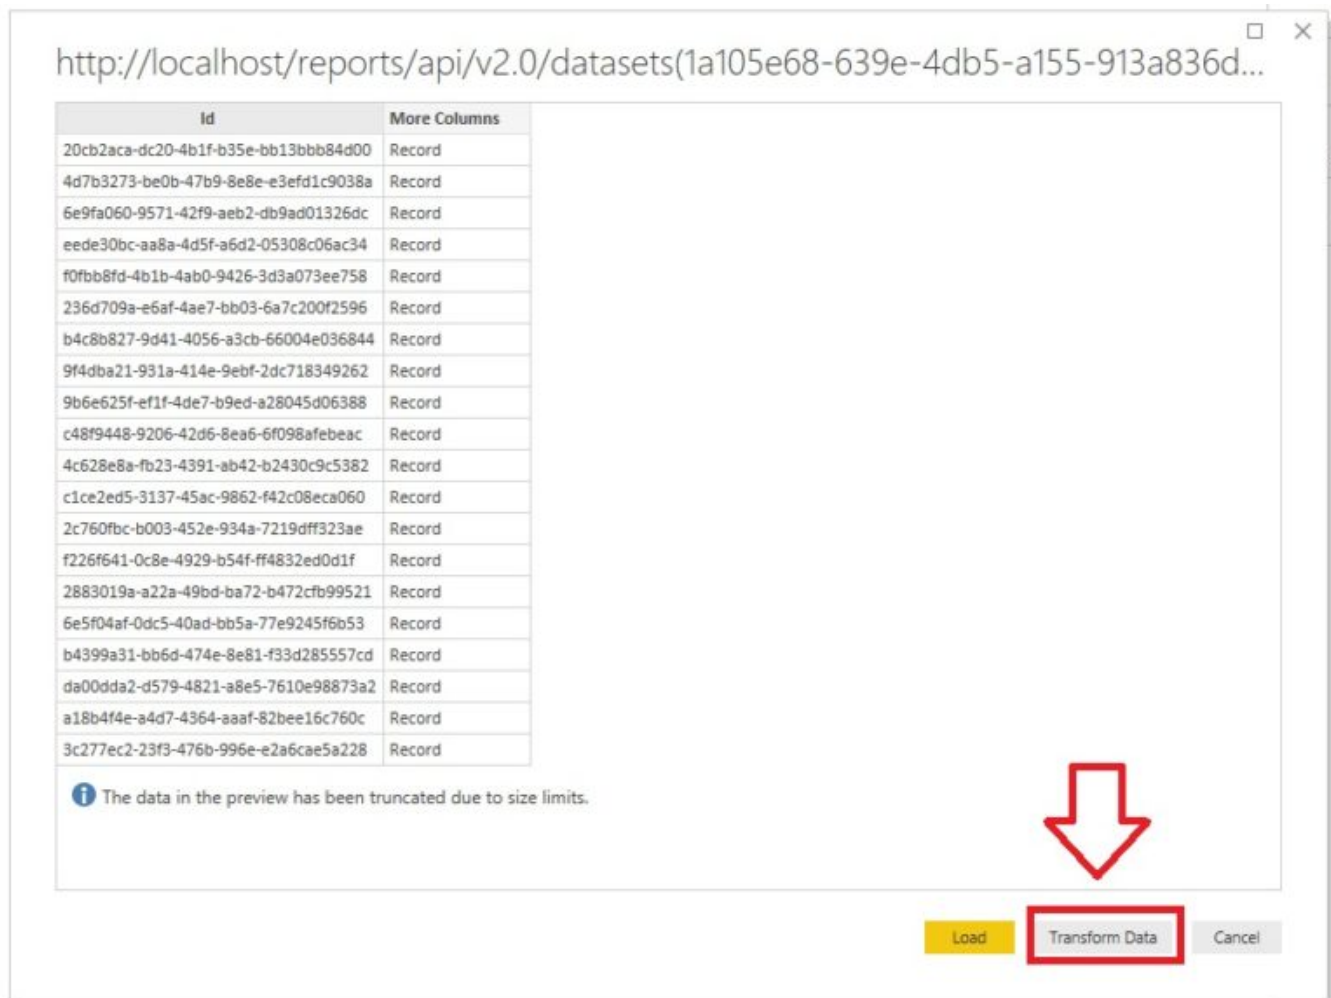 http://localhost/reports/api/v2.0/datasets(1a105e68-639e-4db5-a155-913a836d...
Id More Columns
20cb2aca-dc20-4b1f-b35e-bb13bbb84d00 Record
4d7b3273-be0b-47b9-8e8e-e3efd1c9038a Record
6e9fa060-9571-42f9-aeb2-db9ad01326dc Record
eede30bc-aa8a-4d5f-a6d2-05308c06ac34 Record
f0fbb8fd-4b1b-4ab0-9426-3d3a073ee758 Record
236d709a-e6af-4ae7-bb03-6a7c200f2596 Record
b4c8b827-9d41-4056-a3cb-66004e036844 Record
9f4dba21-931a-414e-9ebf-2dc718349262 Record
9b6e625f-ef1f-4de7-b9ed-a28045d06388 Record
c48f9448-9206-42d6-8ea6-6f098afebeac Record
4c628e8a-fb23-4391-ab42-b2430c9c5382 Record
c1ce2ed5-3137-45ac-9862-f42c08eca060 Record
2c760fbc-b003-452e-934a-7219dff323ae Record
f226f641-0c8e-4929-b54f-ff4832ed0d1f Record
2883019a-a22a-49bd-ba72-b472cfb99521 Record
6e5f04af-0dc5-40ad-bb5a-77e9245f6b53 Record
b4399a31-bb6d-474e-8e81-f33d285557cd Record
da00dda2-d579-4821-a8e5-7610e98873a2 Record
a18b4f4e-a4d7-4364-aaaf-82bee16c760c Record
3c277ec2-23f3-476b-996e-e2a6cae5a228 Record
The data in the preview has been truncated due to size limits.
Load Transform Data Cancel